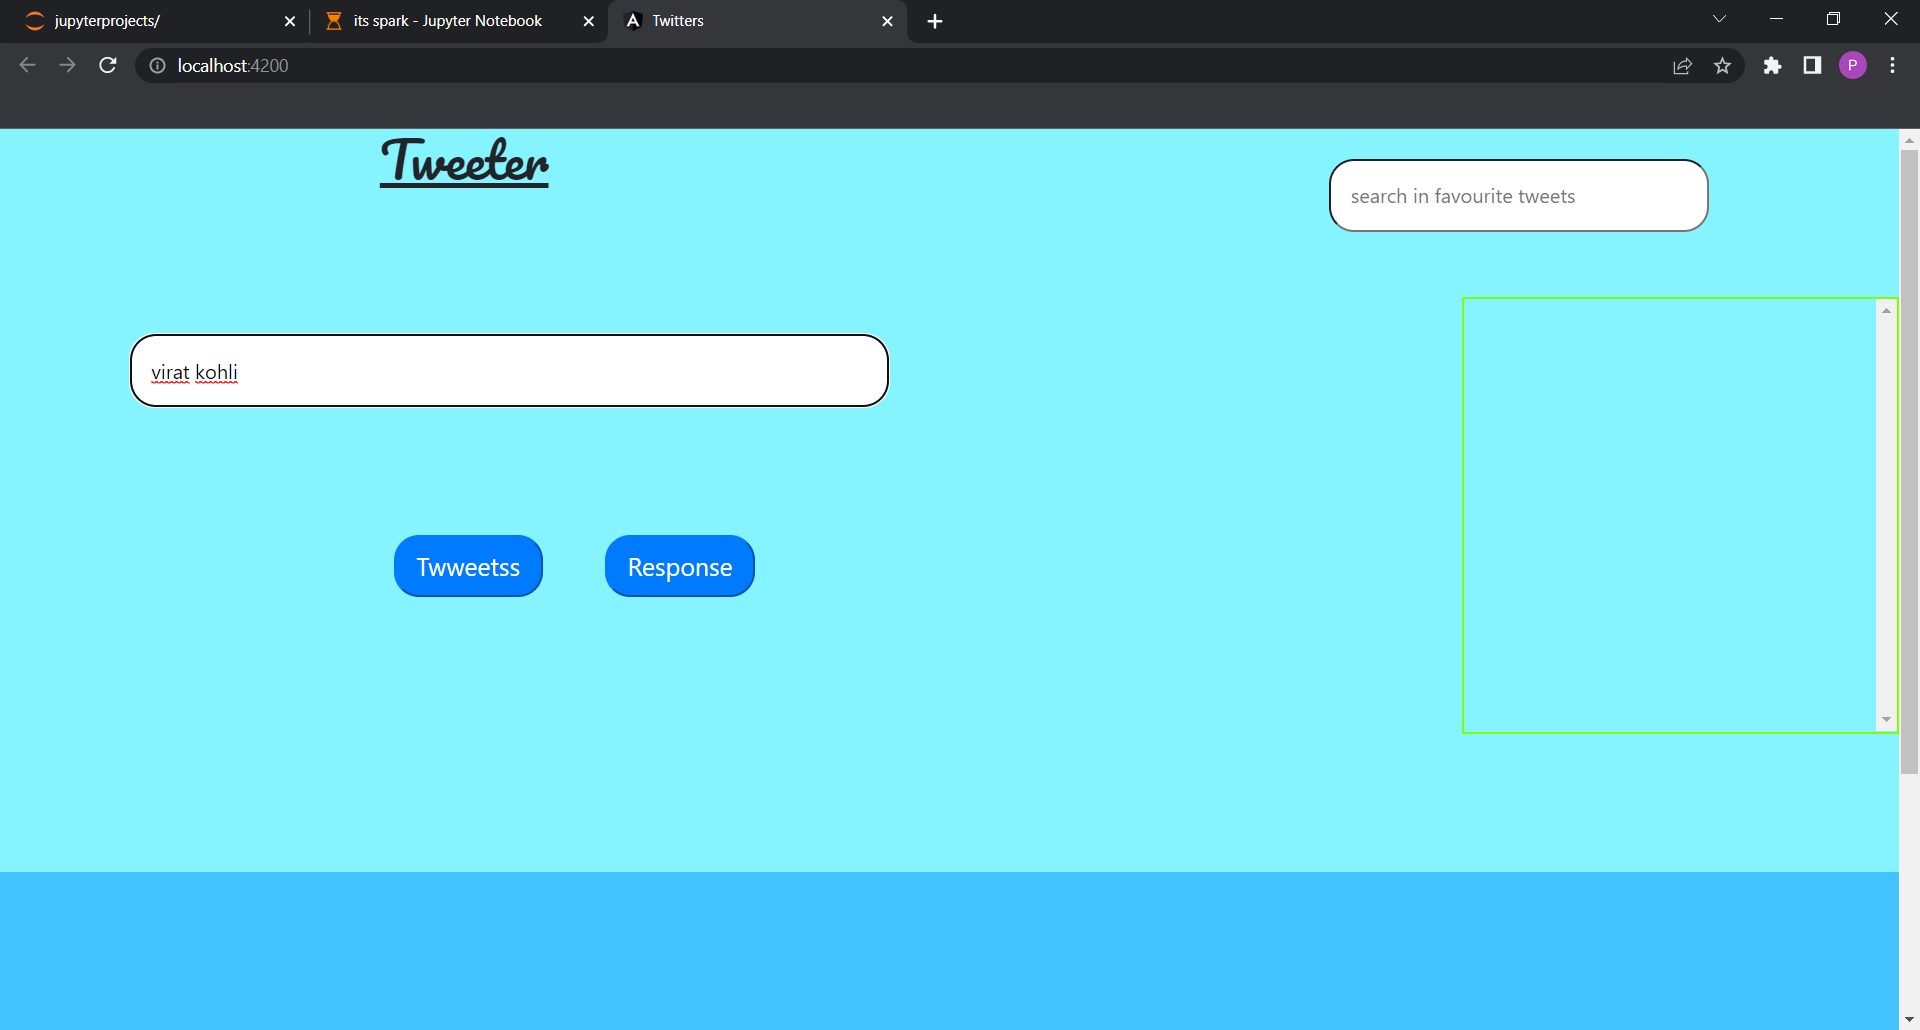 jupyterprojects/
its spark - Jupyter Notebook
Twitters
localhost:4200
P
Tweeter
search in favourite tweets
virat kohli
Twweetss
Response